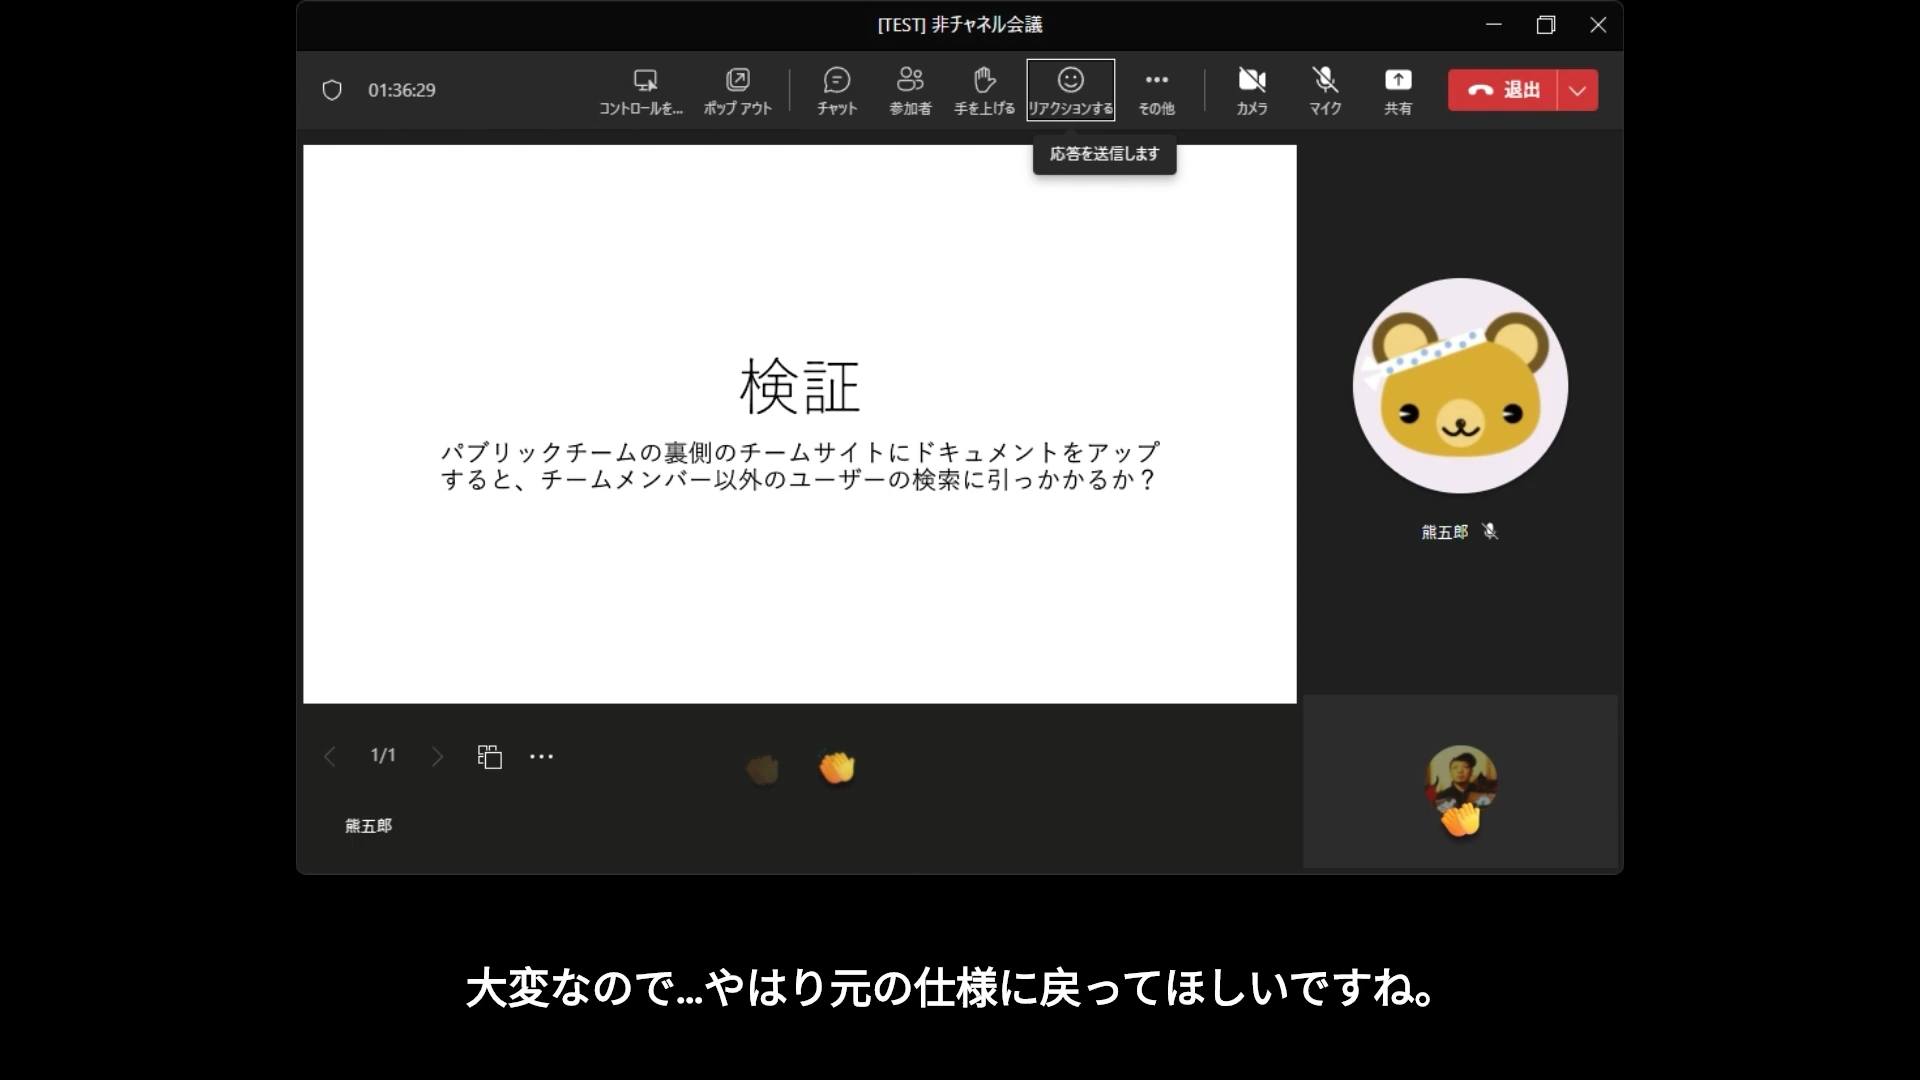 [TEST] 非チャネル会議
01:36:29
コントロールを...
ポップ アウト
チャット
参加者
手を上げる
リアクションする
その他
カメラ
マイク
共有
退出
応答を送信します
検証
パブリックチームの裏側のチームサイトにドキュメントをアップ
すると、チームメンバー以外のユーザーの検索に引っかかるか？
熊五郎
1/1
熊五郎
大変なので...やはり元の仕様に戻ってほしいですね。